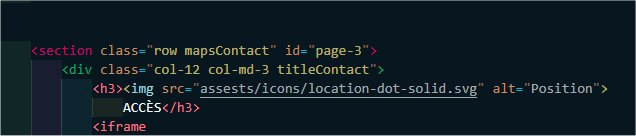 <section class="row mapsContact" id="page-3">
<div class="col-12 col-md-3 titleContact">
<h3><img src="assests/icons/location-dot-solid.svg" alt="Position">
ACCÈS</h3>
<iframe